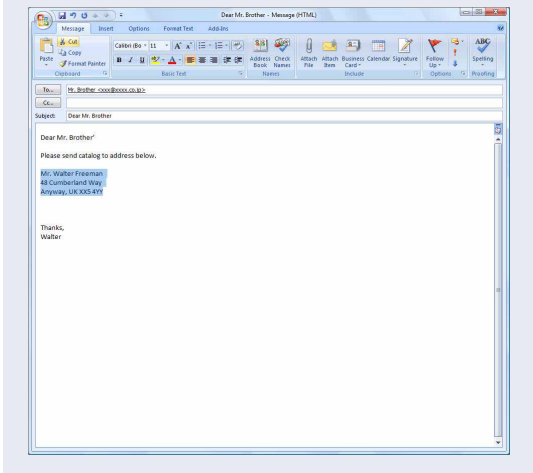 Dear Mr. Brother - Message (HTML)
Message Insert Options Format Text Add-Ins
Paste
Cut
Copy
Format Painter
Clipboard
Calibri (Bo 11
B I U
Basic Text
Address Book
Check Names
Names
Attach File
Attach Item
Business Card
Calendar
Signature
Include
Follow Up
Options
ABC
Spelling
Proofing
To... Mr. Brother <xxx@xxxx.co.jp>
Cc...
Subject: Dear Mr. Brother
Dear Mr. Brother'
Please send catalog to address below.
Mr. Walter Freeman
48 Cumberland Way
Anyway, UK XX5 4YY
Thanks,
Walter